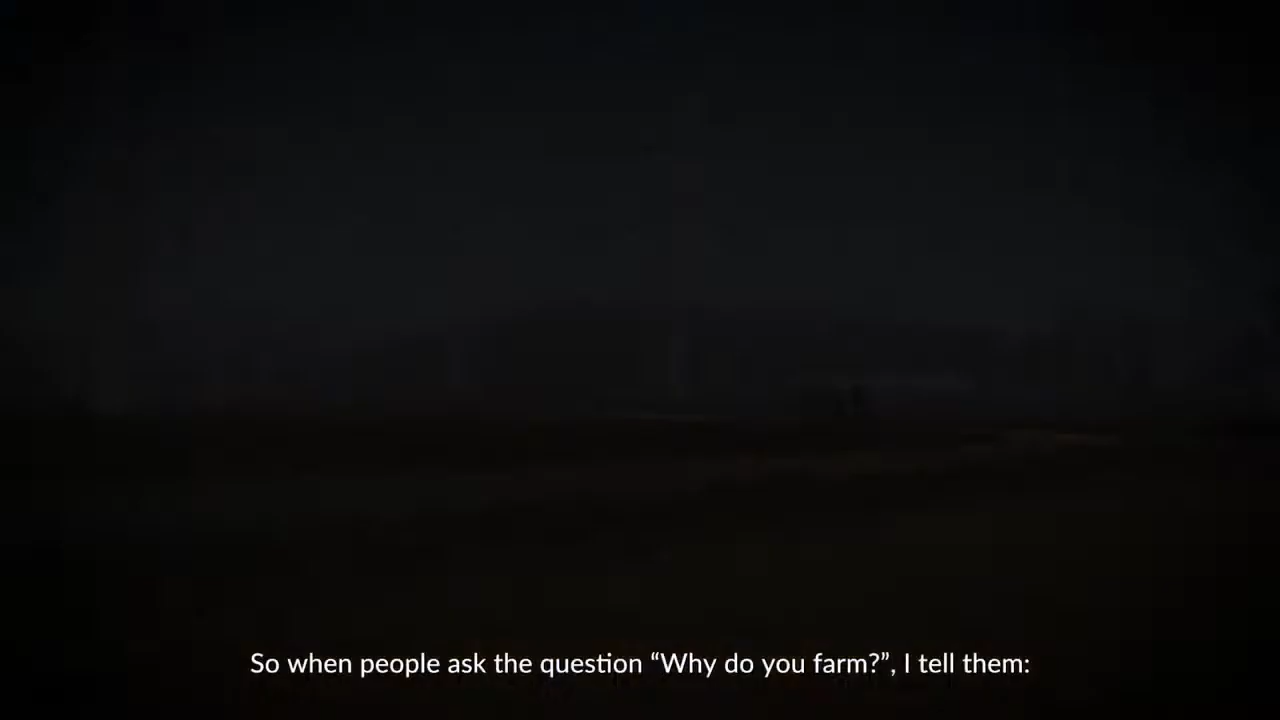 So when people ask the question “Why do you farm?”, I tell them: